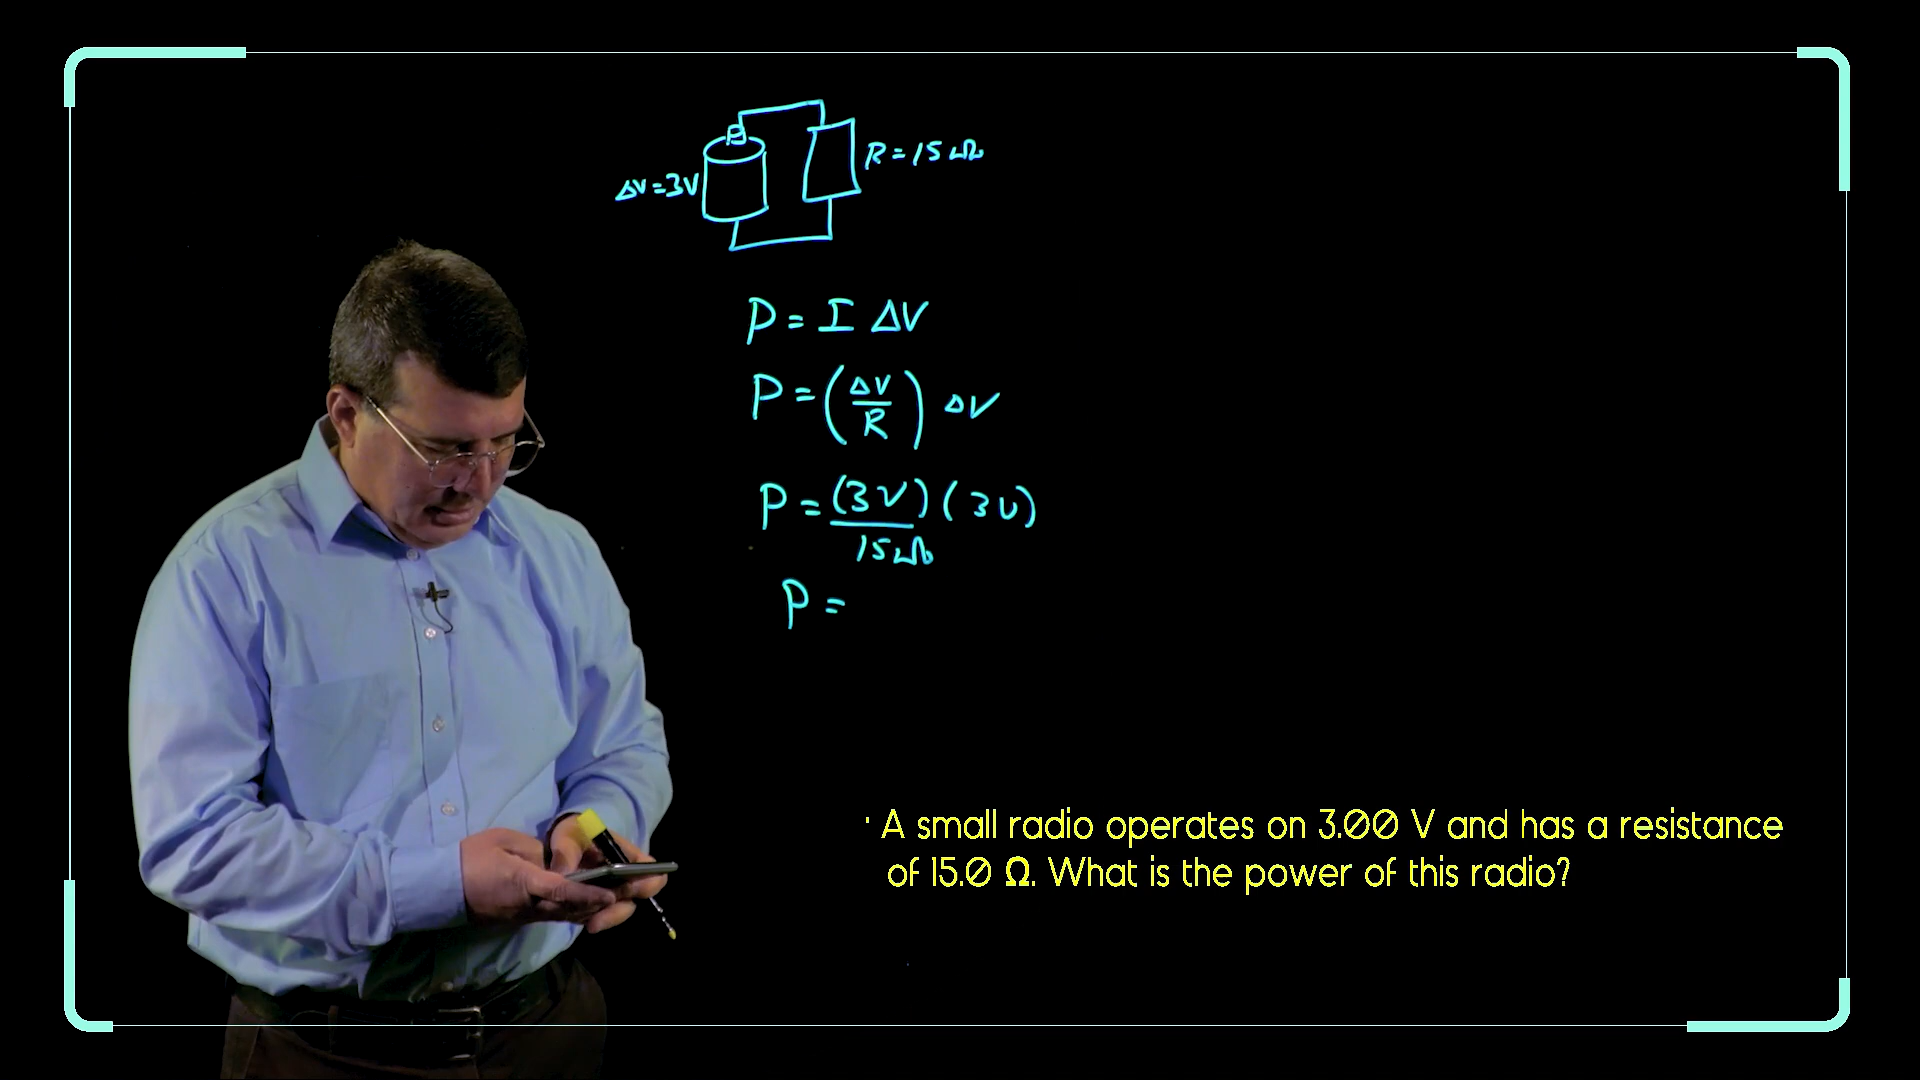 ΔV=3V
R=15Ω
P = I ΔV
P = (ΔV/R) ΔV
P = (3V)/15Ω (3V)
P =
· A small radio operates on 3.00 V and has a resistance
of 15.0 Ω. What is the power of this radio?